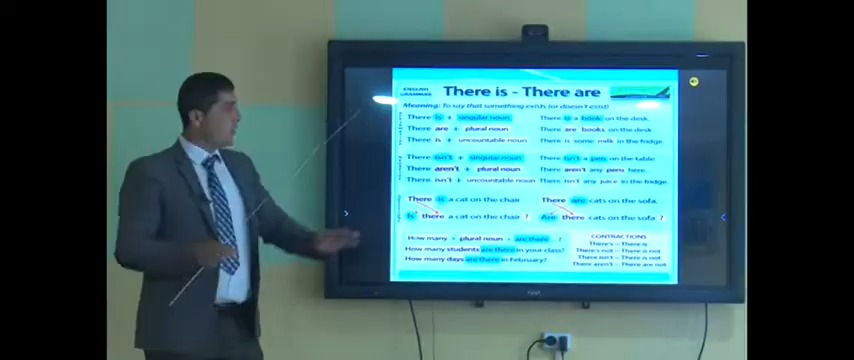 ENGLISH
GRAMMAR
There is - There are
Meaning: To say that something exists (or doesn't exist)
There is + singular noun There is a book on the desk.
There are + plural noun There are books on the desk.
There is + uncountable noun There is some milk in the fridge.
There isn't + singular noun There isn't a pen on the table.
There aren't + plural noun There aren't any pens here.
There isn't + uncountable noun There isn't any juice in the fridge.
There is a cat on the chair. There are cats on the sofa.
Is there a cat on the chair ? Are there cats on the sofa ?
How many + plural noun + are there ... ?
How many students are there in your class?
How many days are there in February?
CONTRACTIONS
There's - There is
There's not - There is not
There isn't - There is not
There aren't - There are not